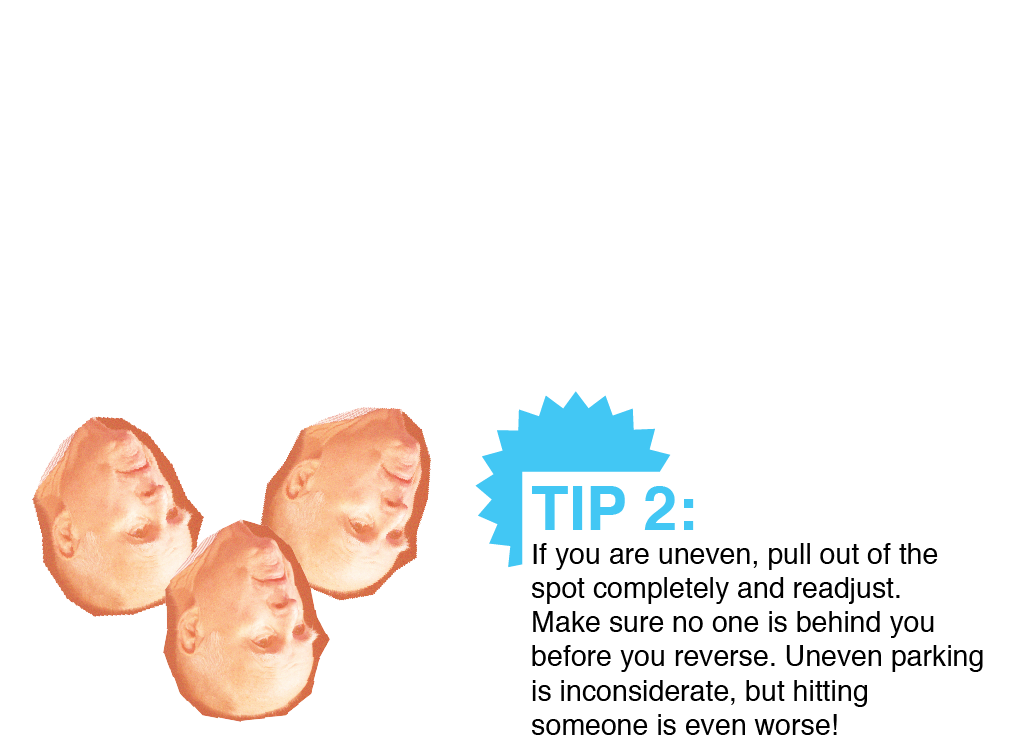 TIP 2:
If you are uneven, pull out of the
spot completely and readjust.
Make sure no one is behind you
before you reverse. Uneven parking
is inconsiderate, but hitting
someone is even worse!